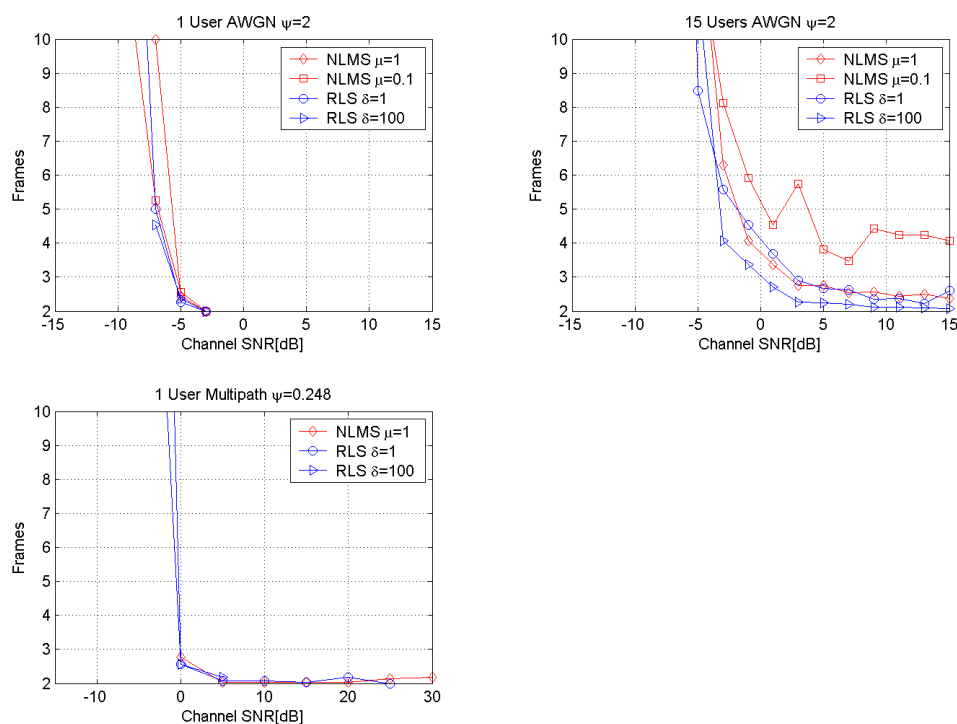 1 User AWGN ψ=2
10
9
8
7
6
5
4
3
2
-15
-10
-5
0
5
10
15
Frames
Channel SNR[dB]
NLMS μ=1
NLMS μ=0.1
RLS δ=1
RLS δ=100
15 Users AWGN ψ=2
10
9
8
7
6
5
4
3
2
-15
-10
-5
0
5
10
15
Frames
Channel SNR[dB]
NLMS μ=1
NLMS μ=0.1
RLS δ=1
RLS δ=100
1 User Multipath ψ=0.248
10
9
8
7
6
5
4
3
2
-10
0
10
20
30
Frames
Channel SNR[dB]
NLMS μ=1
RLS δ=1
RLS δ=100